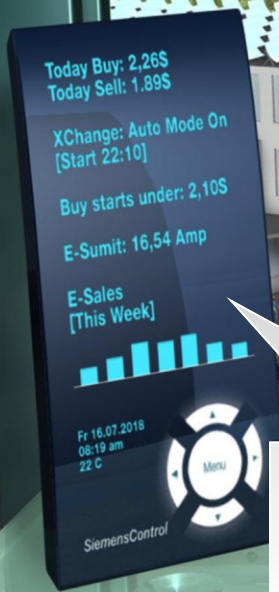 Today Buy: 2,26$
Today Sell: 1.89$
XChange: Auto Mode On
[Start 22:10]
Buy starts under: 2,10$
E-Sumit: 16,54 Amp
E-Sales
[This Week]
Fr 16.07.2018
08:19 am
22 C
Menu
SiemensControl